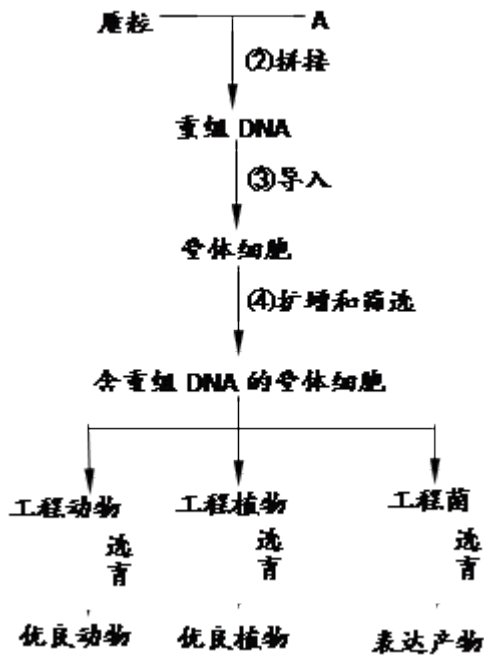 质粒 A
②拼接
重组 DNA
③导入
受体细胞
④扩增和筛选
含重组 DNA 的受体细胞
工程动物 工程植物 工程菌
选育 选育 选育
优良动物 优良植物 表达产物